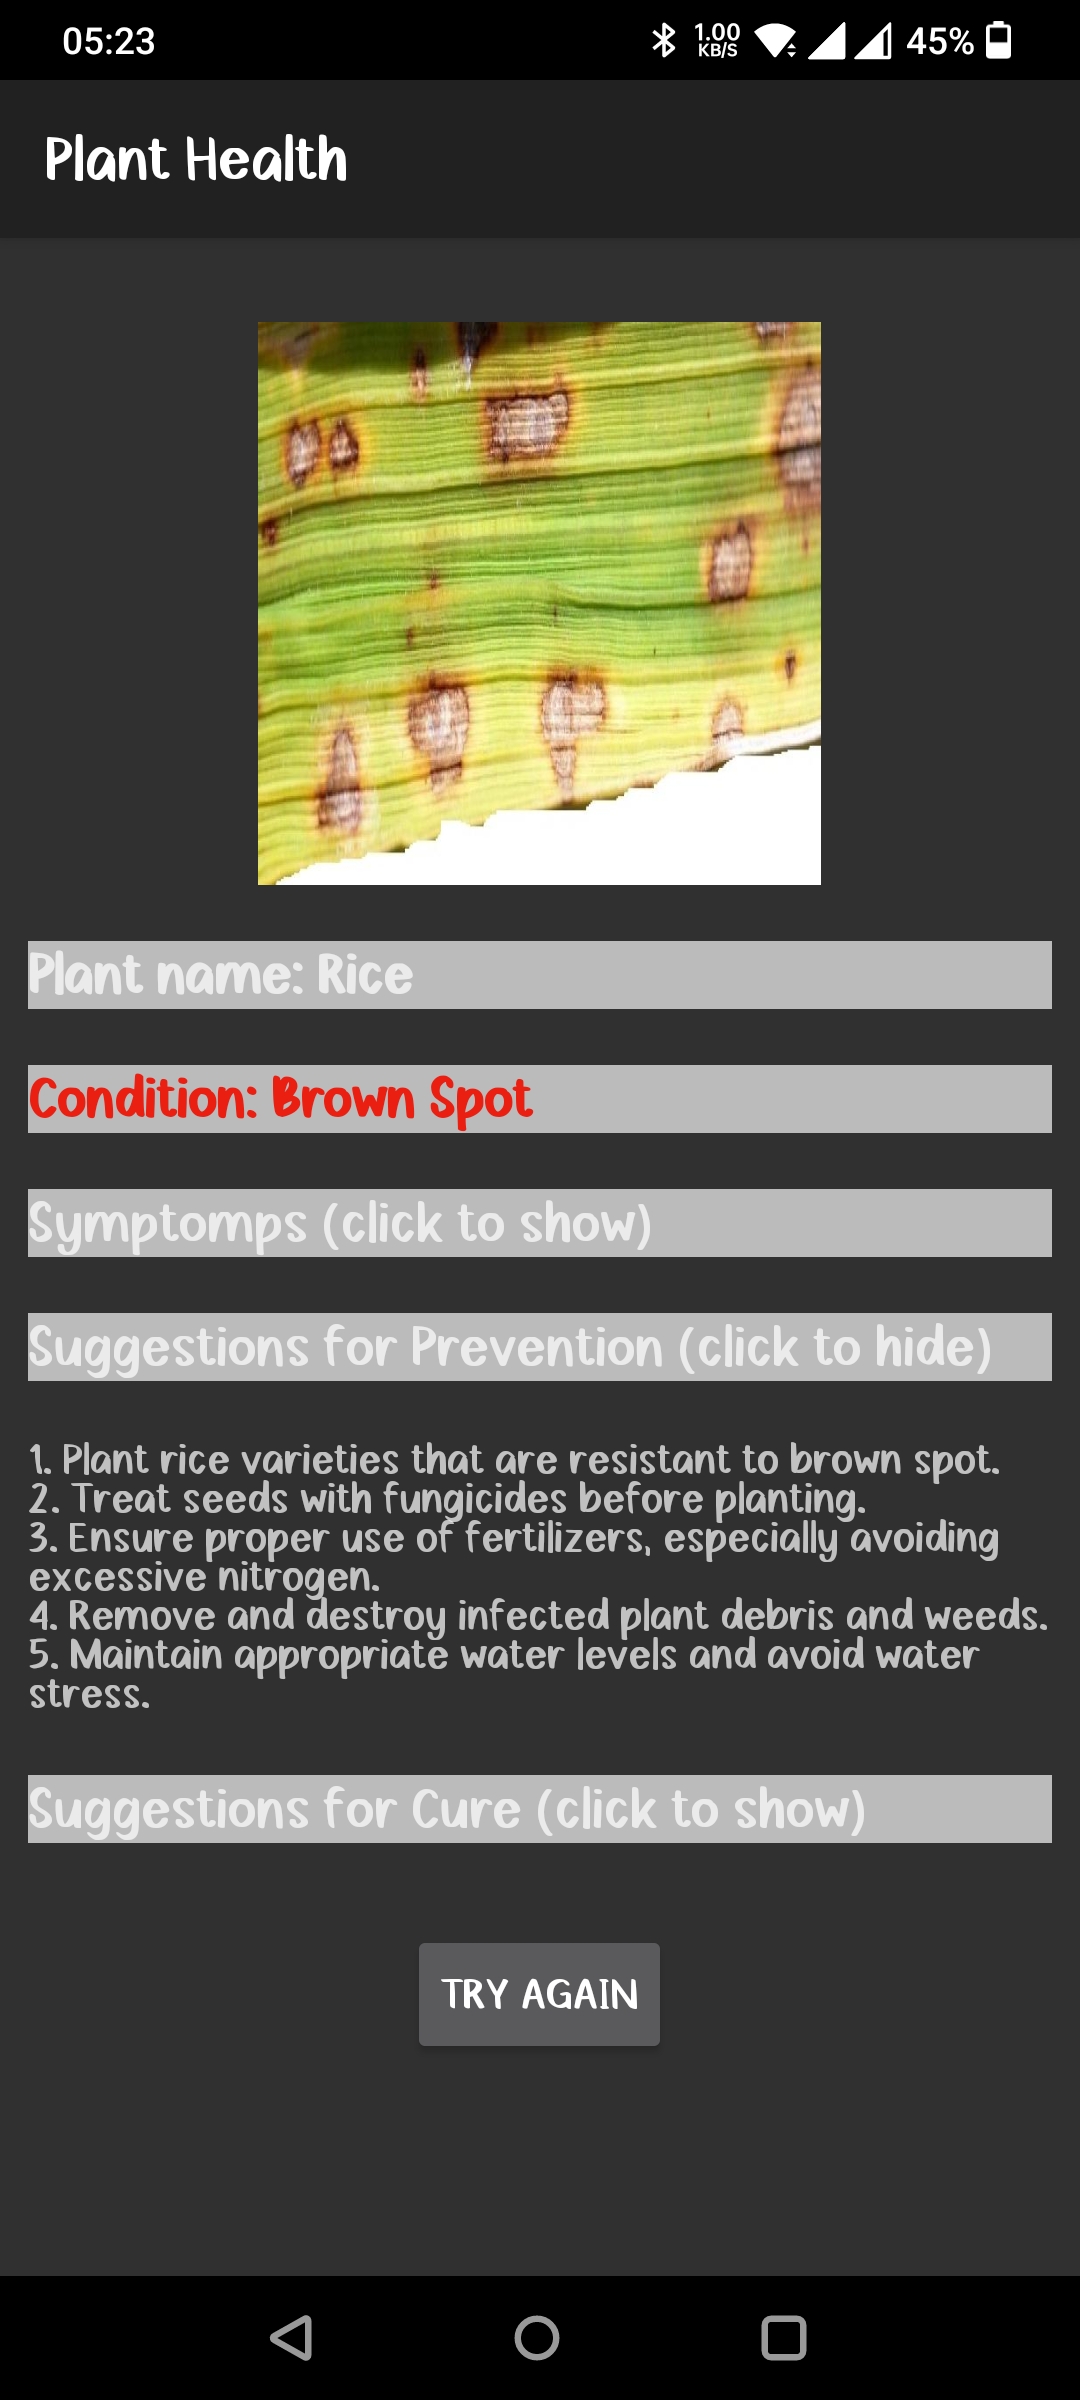 05:23
1.00 KB/S 45%
Plant Health
Plant name: Rice
Condition: Brown Spot
Symptomps (click to show)
Suggestions for Prevention (click to hide)
1. Plant rice varieties that are resistant to brown spot.
2. Treat seeds with fungicides before planting.
3. Ensure proper use of fertilizers, especially avoiding
excessive nitrogen.
4. Remove and destroy infected plant debris and weeds.
5. Maintain appropriate water levels and avoid water
stress.
Suggestions for Cure (click to show)
TRY AGAIN